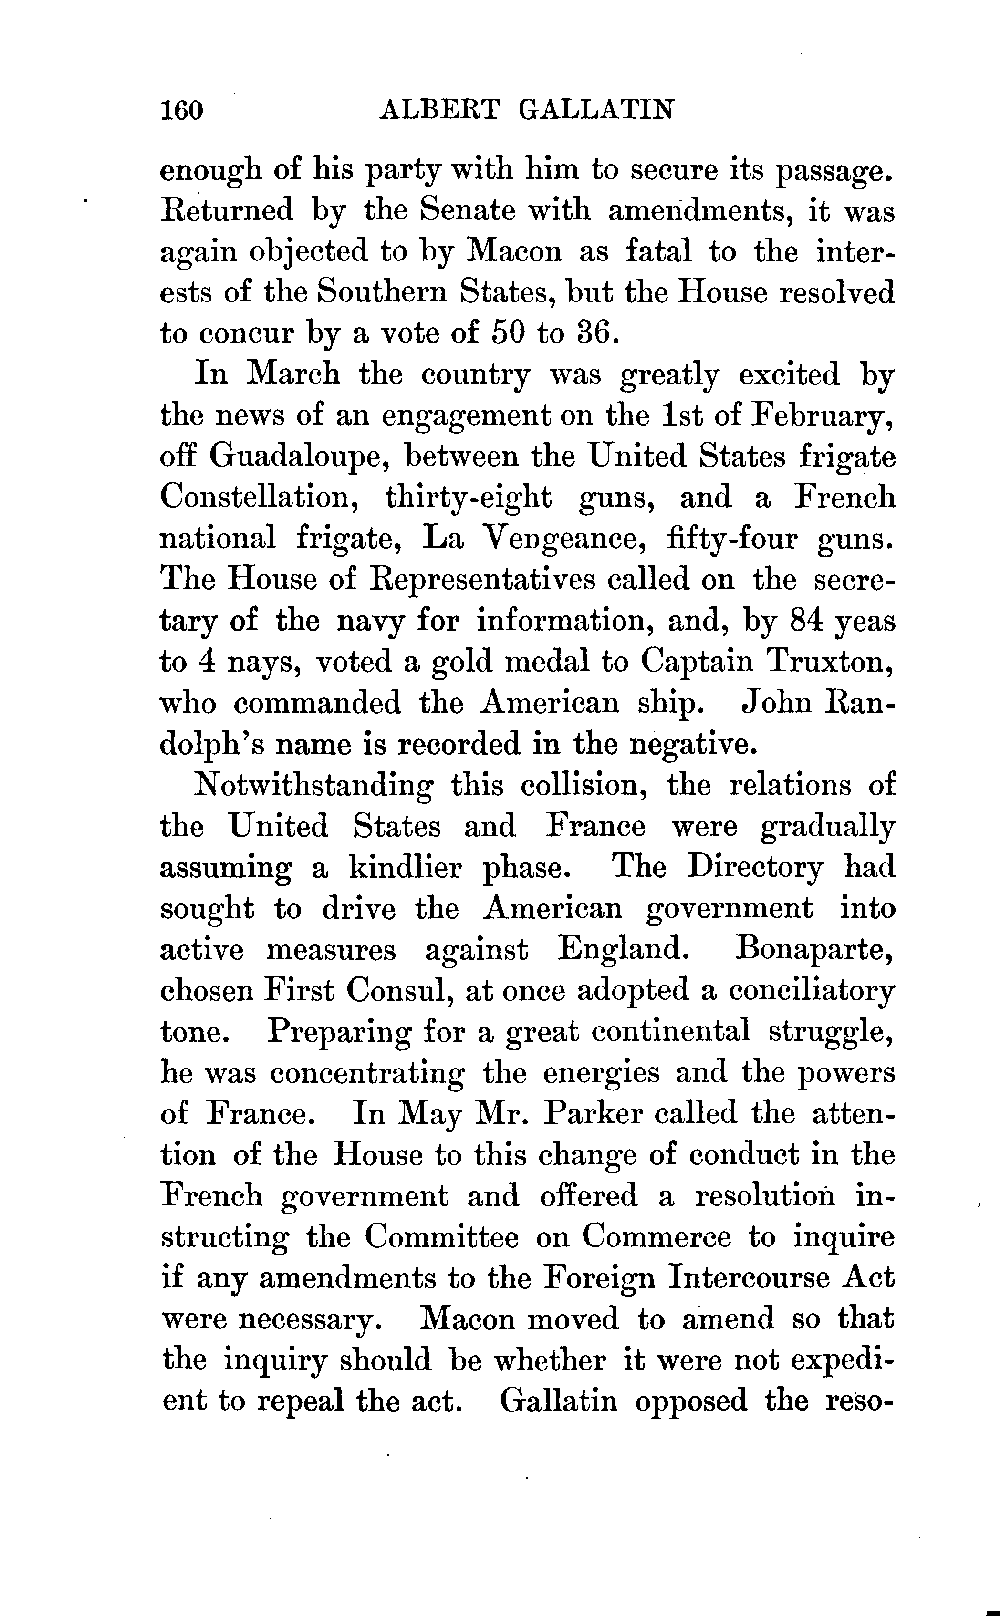 160 ALBERT GALLATIN
enough of his party with him to secure its passage.
Returned by the Senate with amendments, it was
again objected to by Macon as fatal to the inter-
ests of the Southern States, but the House resolved
to concur by a vote of 50 to 36.
In March the country was greatly excited by
the news of an engagement on the 1st of February,
off Guadaloupe, between the United States frigate
Constellation, thirty-eight guns, and a French
national frigate, La Vengeance, fifty-four guns.
The House of Representatives called on the secre-
tary of the navy for information, and, by 84 yeas
to 4 nays, voted a gold medal to Captain Truxton,
who commanded the American ship. John Ran-
dolph's name is recorded in the negative.
Notwithstanding this collision, the relations of
the United States and France were gradually
assuming a kindlier phase. The Directory had
sought to drive the American government into
active measures against England. Bonaparte,
chosen First Consul, at once adopted a conciliatory
tone. Preparing for a great continental struggle,
he was concentrating the energies and the powers
of France. In May Mr. Parker called the atten-
tion of the House to this change of conduct in the
French government and offered a resolution in-
structing the Committee on Commerce to inquire
if any amendments to the Foreign Intercourse Act
were necessary. Macon moved to amend so that
the inquiry should be whether it were not expedi-
ent to repeal the act. Gallatin opposed the reso-